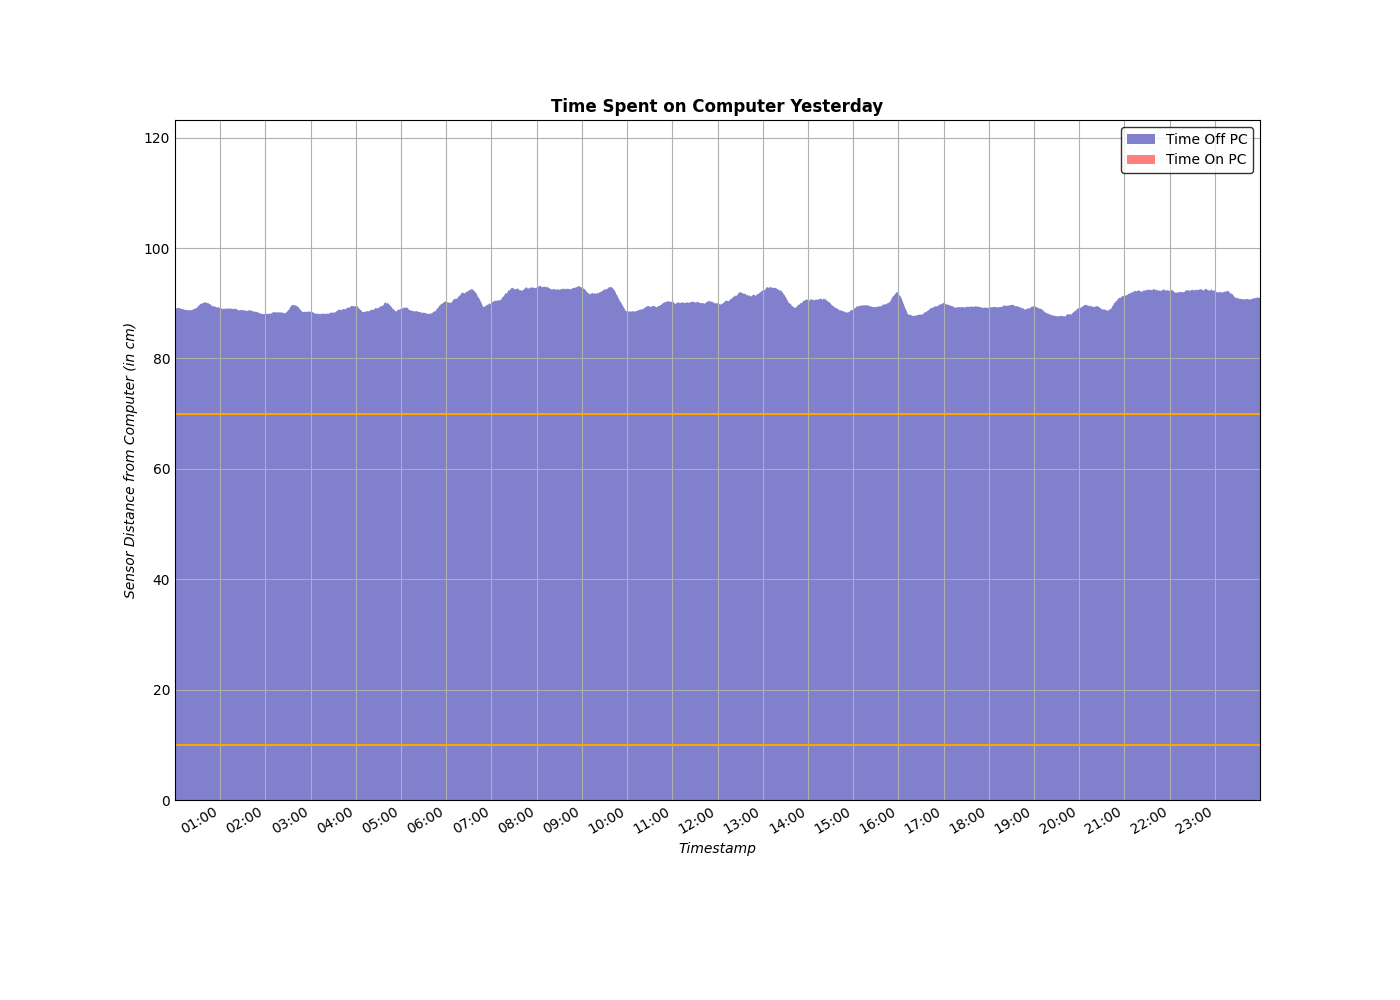 Time Spent on Computer Yesterday
Time Off PC
Time On PC
120
100
80
60
40
20
0
Sensor Distance from Computer (in cm)
01:00 02:00 03:00 04:00 05:00 06:00 07:00 08:00 09:00 10:00 11:00 12:00 13:00 14:00 15:00 16:00 17:00 18:00 19:00 20:00 21:00 22:00 23:00
Timestamp